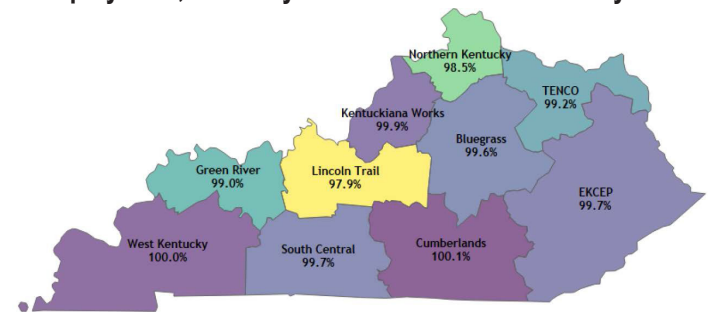 Northern Kentucky
98.5%
TENCO
99.2%
Kentuckiana Works
99.9%
Bluegrass
99.6%
Green River
99.0%
Lincoln Trail
97.9%
EKCEP
99.7%
West Kentucky
100.0%
South Central
99.7%
Cumberlands
100.1%